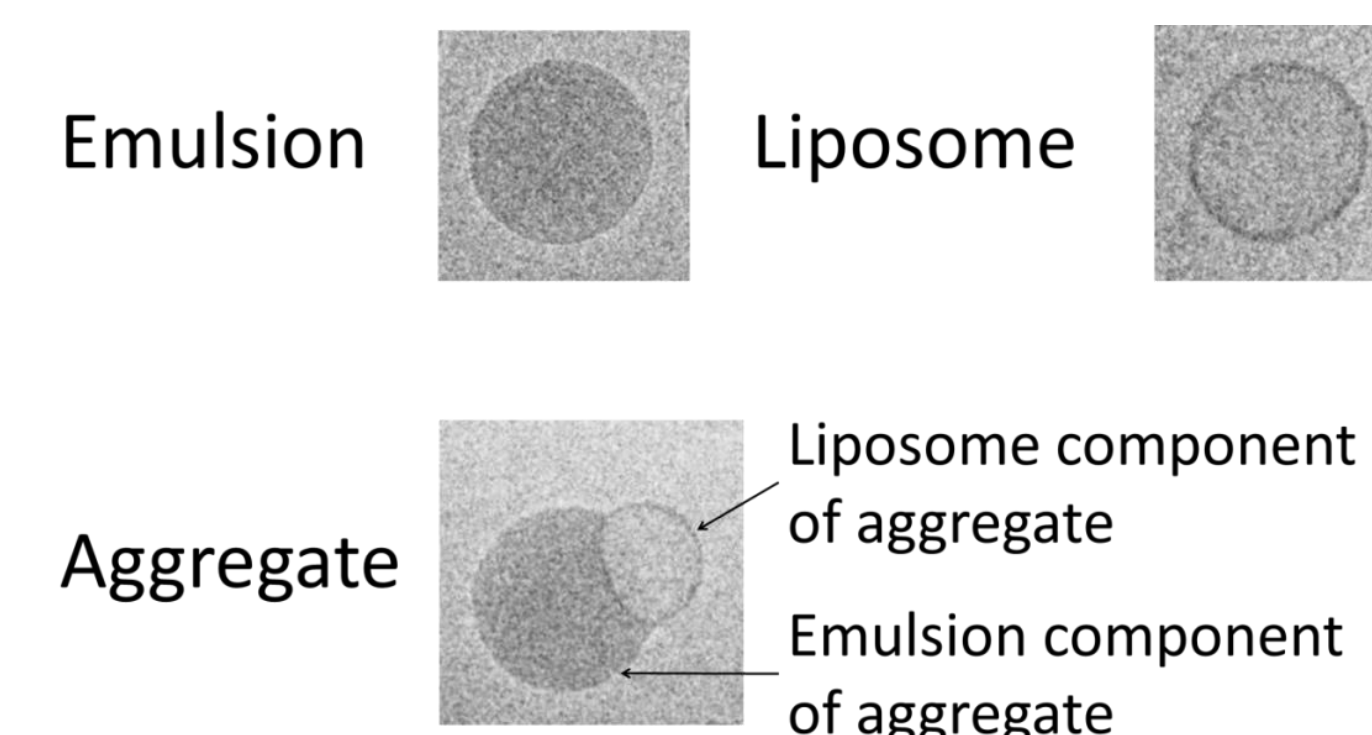 Emulsion
Liposome
Aggregate
Liposome component
of aggregate
Emulsion component
of aggregate